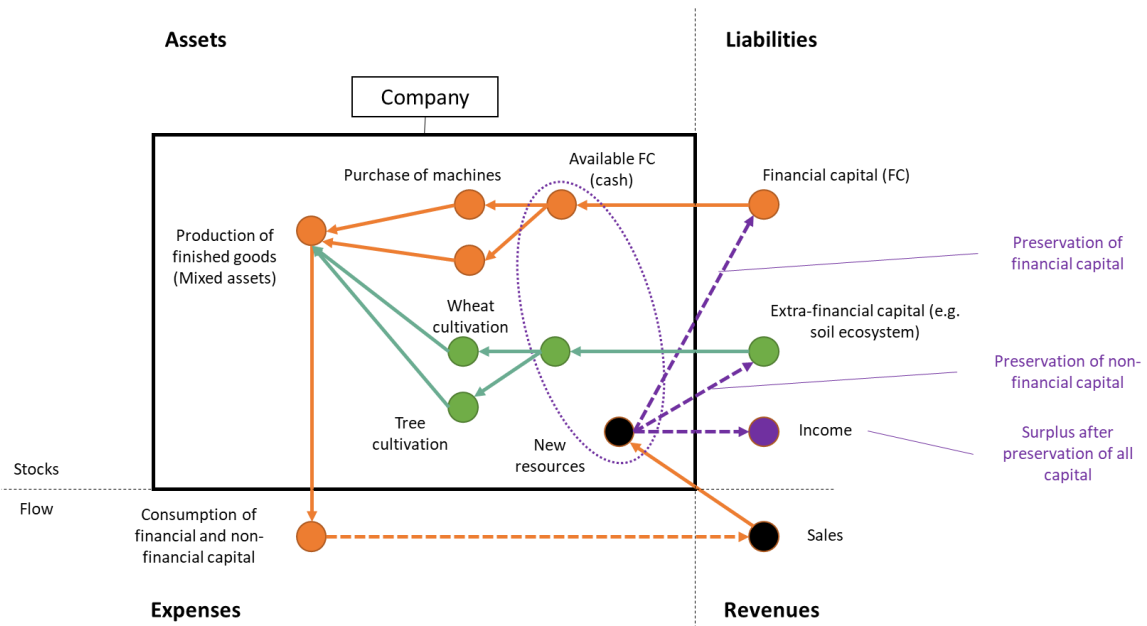 Assets
Liabilities
Company
Available FC
(cash)
Purchase of machines
Financial capital (FC)
Production of
finished goods
(Mixed assets)
Preservation of
financial capital
Wheat
cultivation
Extra-financial capital (e.g.
soil ecosystem)
Preservation of non-
financial capital
Tree
cultivation
New
resources
Income
Surplus after
preservation of all
capital
Stocks
Flow
Consumption of
financial and non-
financial capital
Sales
Expenses
Revenues